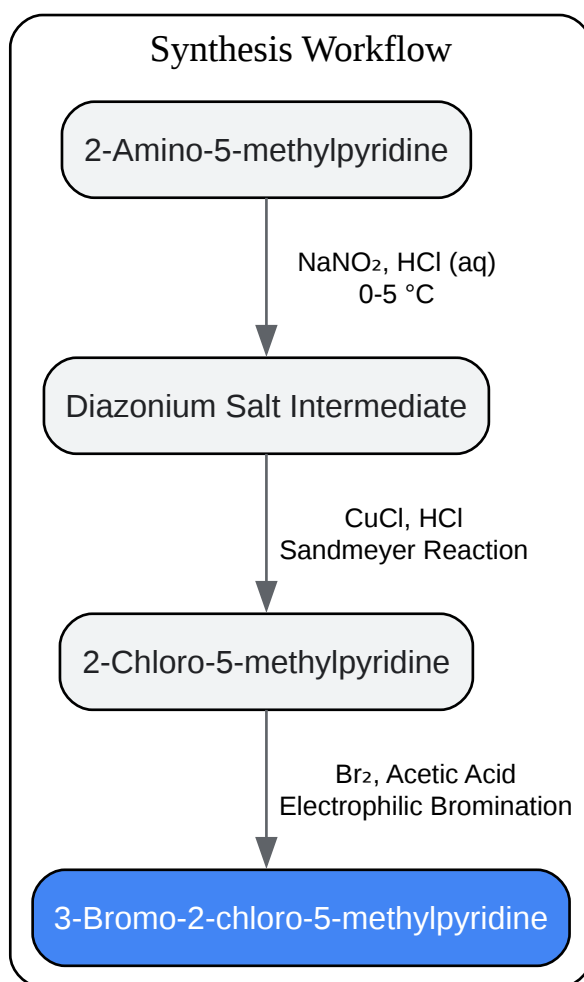 Synthesis Workflow
2-Amino-5-methylpyridine
NaNO₂, HCl (aq)
0-5 °C
Diazonium Salt Intermediate
CuCl, HCl
Sandmeyer Reaction
2-Chloro-5-methylpyridine
Br₂, Acetic Acid
Electrophilic Bromination
3-Bromo-2-chloro-5-methylpyridine